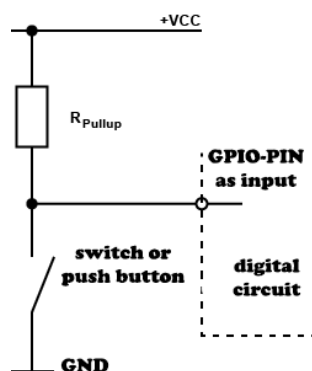 +VCC
RPullup
GPIO-PIN
as input
switch or
push button
digital
circuit
GND